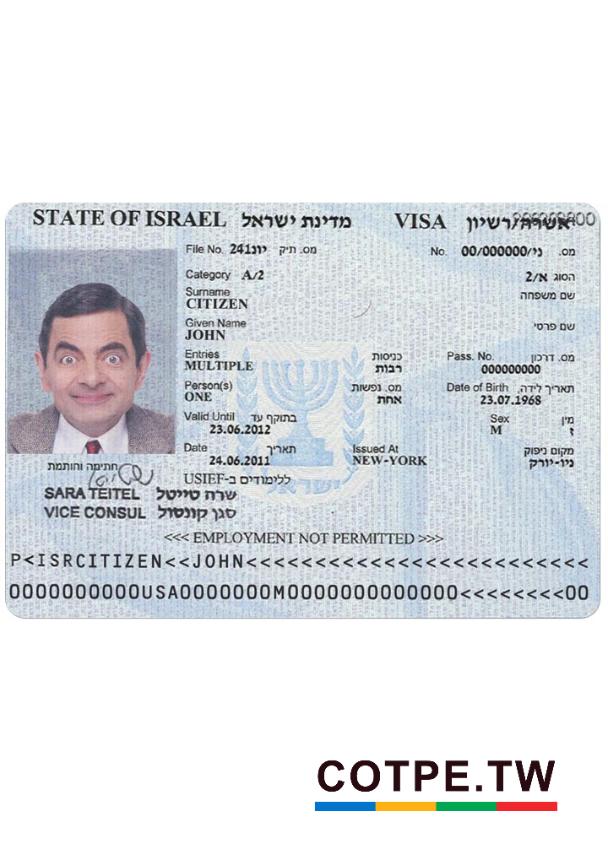 STATE OF ISRAEL מדינת ישראל VISA אשרה/רשיון
File No. 241יונ מס. תיק No. 00/000000/ני מס.
Category A/2 הסוג א/2
Surname שם משפחה
CITIZEN
Given Name שם פרטי
JOHN
Entries כניסות Pass. No. מס. דרכון
MULTIPLE רבות 000000000
Person(s) מס. נפשות Date of Birth תאריך לידה,
ONE אחת 23.07.1968
Valid Until בתוקף עד Sex מין
23.06.2012 M ז
Date תאריך Issued At מקום ניפוק
24.06.2011 NEW-YORK ניו-יורק
חתימה וחותמת ללימודים ב-USIEF
SARA TEITEL שרה טייטל
VICE CONSUL סגן קונסול
<<< EMPLOYMENT NOT PERMITTED >>>
P<ISRCITIZEN<<JOHN<<<<<<<<<<<<<<<<<<<<<<<<<<
0000000000USA0000000M00000000000000<<<<<<<<00
COTPE.TW